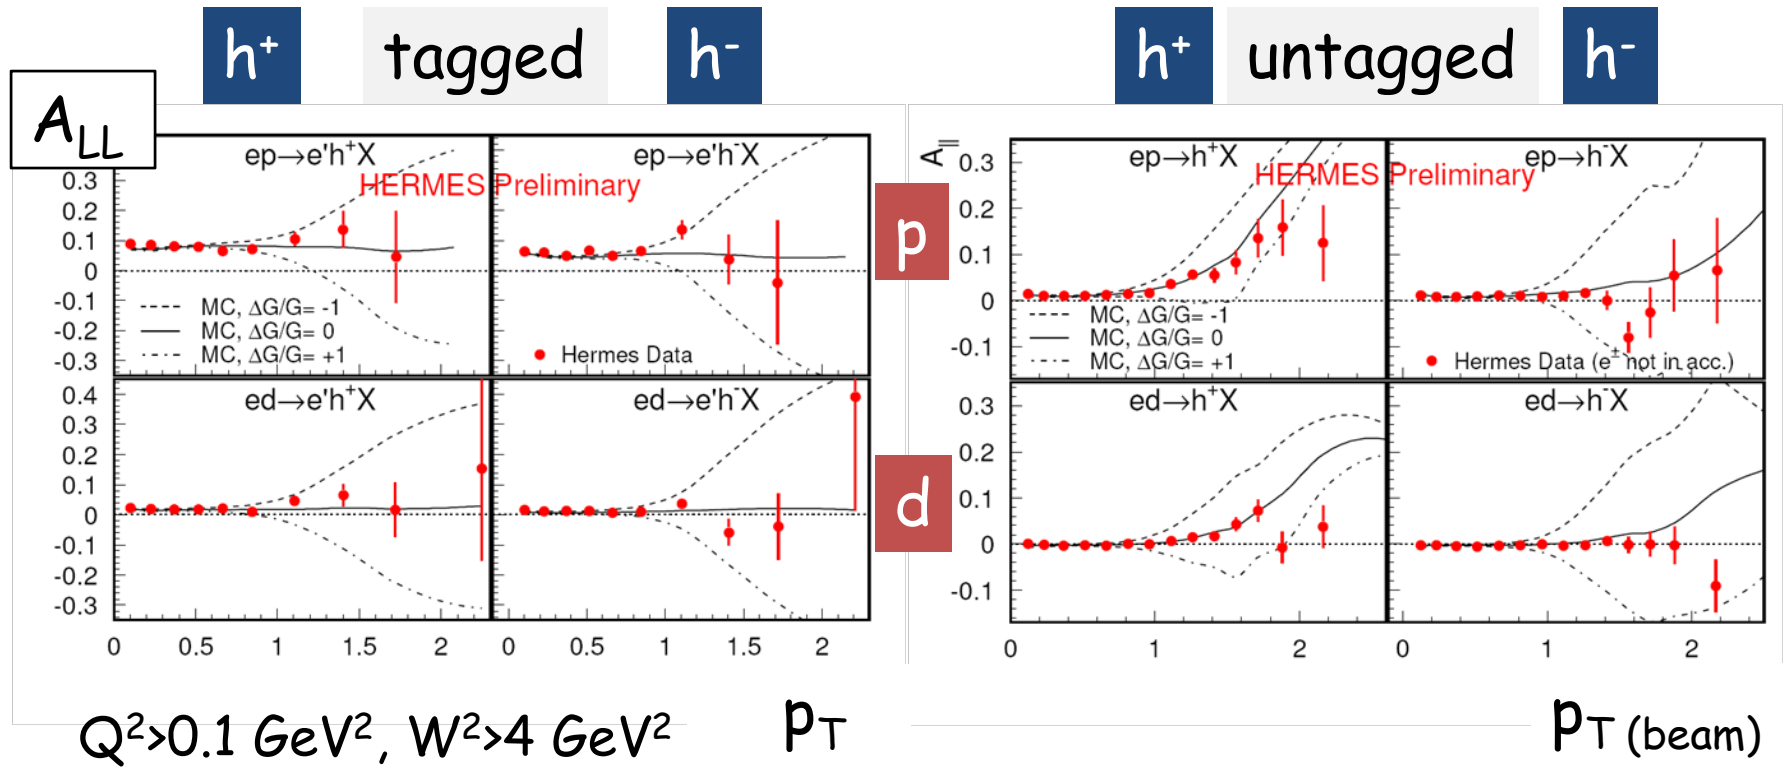 h+ tagged h-
h+ untagged h-
A_LL
ep→e'h+X
ep→e'h-X
HERMES Preliminary
0.3
0.2
0.1
0
-0.1
-0.2
-0.3
MC, ΔG/G= -1
MC, ΔG/G= 0
MC, ΔG/G= +1
Hermes Data
ed→e'h+X
ed→e'h-X
0.4
0.3
0.2
0.1
0
-0.1
-0.2
-0.3
0 0.5 1 1.5 2 0 0.5 1 1.5 2
Q²>0.1 GeV², W²>4 GeV²
p_T
p
d
A_||
ep→h+X
ep→h-X
HERMES Preliminary
0.3
0.2
0.1
0
-0.1
MC, ΔG/G= -1
MC, ΔG/G= 0
MC, ΔG/G= +1
Hermes Data (e± not in acc.)
ed→h+X
ed→h-X
0.3
0.2
0.1
0
-0.1
0 1 2 0 1 2
p_T (beam)